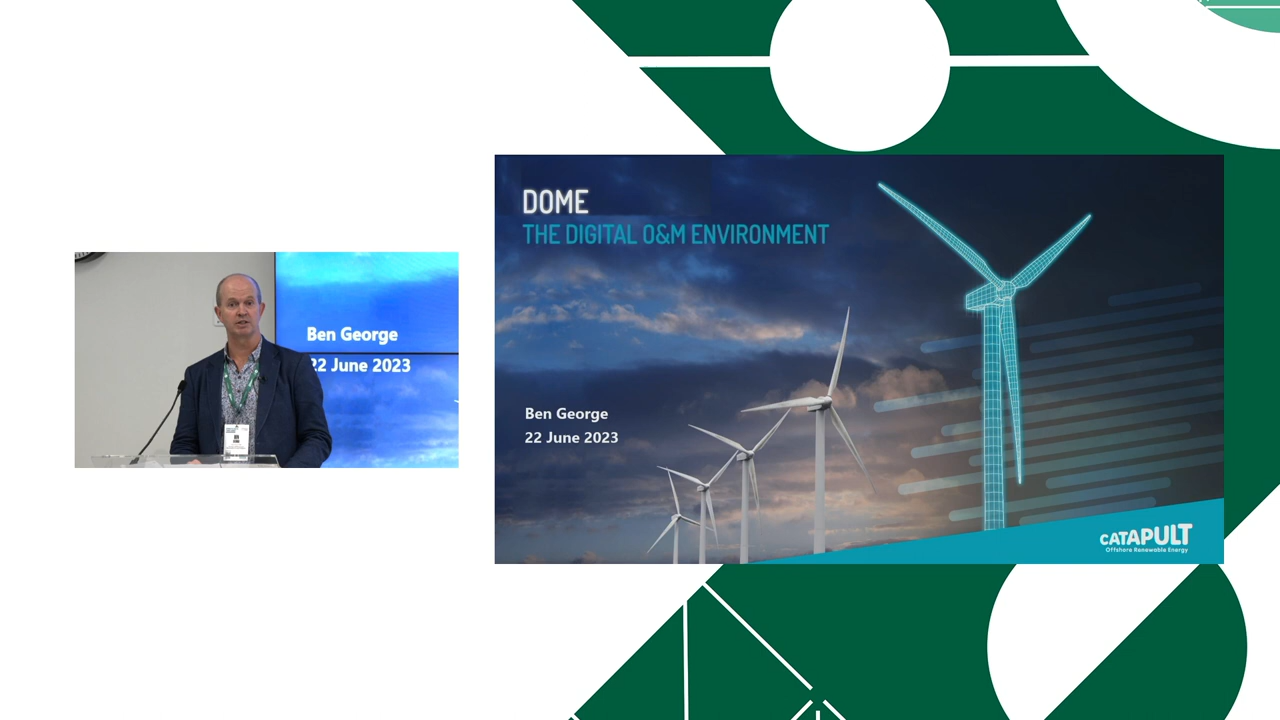 Ben George
22 June 2023
DOME
THE DIGITAL O&M ENVIRONMENT
Ben George
22 June 2023
CATAPULT
Offshore Renewable Energy